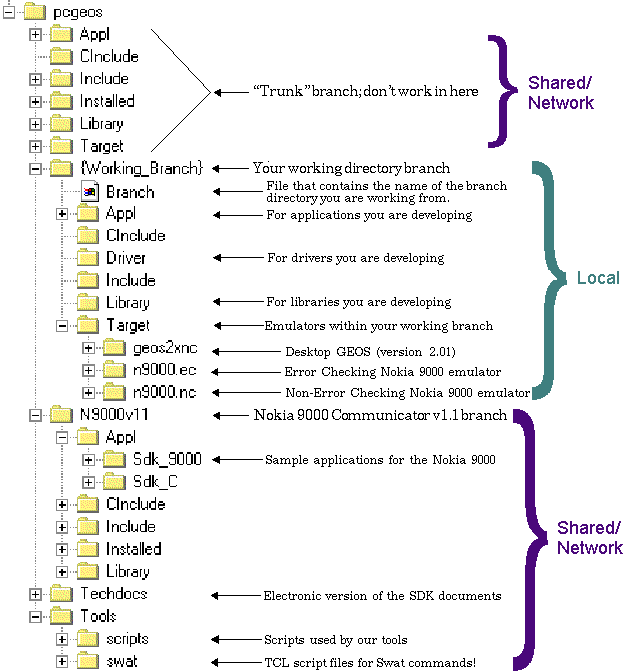 pcgeos
Appl
CInclude
Include
Installed
Library
Target
"Trunk" branch; don't work in here
Shared/
Network
{Working_Branch}
Your working directory branch
Branch
File that contains the name of the branch
directory you are working from.
Appl
For applications you are developing
CInclude
Driver
For drivers you are developing
Include
Library
For libraries you are developing
Target
Emulators within your working branch
geos2xnc
Desktop GEOS (version 2.01)
n9000.ec
Error Checking Nokia 9000 emulator
n9000.nc
Non-Error Checking Nokia 9000 emulator
Local
N9000v11
Nokia 9000 Communicator v1.1 branch
Appl
Sdk_9000
Sample applications for the Nokia 9000
Sdk_C
CInclude
Include
Installed
Library
Shared/
Network
Techdocs
Electronic version of the SDK documents
Tools
scripts
Scripts used by our tools
swat
TCL script files for Swat commands!